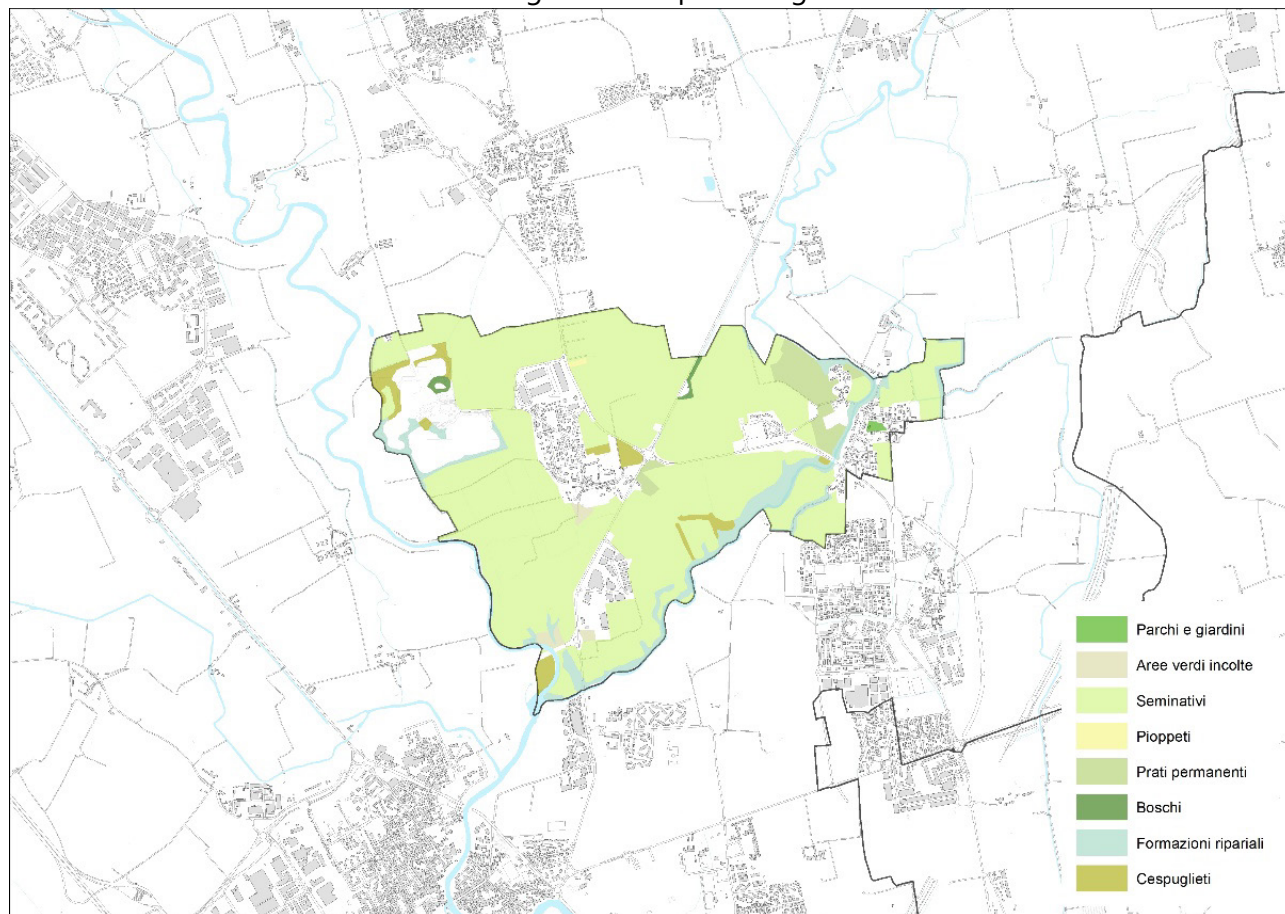 Parchi e giardini
Aree verdi incolte
Seminativi
Pioppeti
Prati permanenti
Boschi
Formazioni ripariali
Cespuglieti